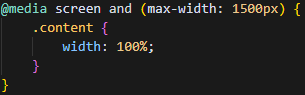 @media screen and (max-width: 1500px) {
    .content {
        width: 100%;
    }
}